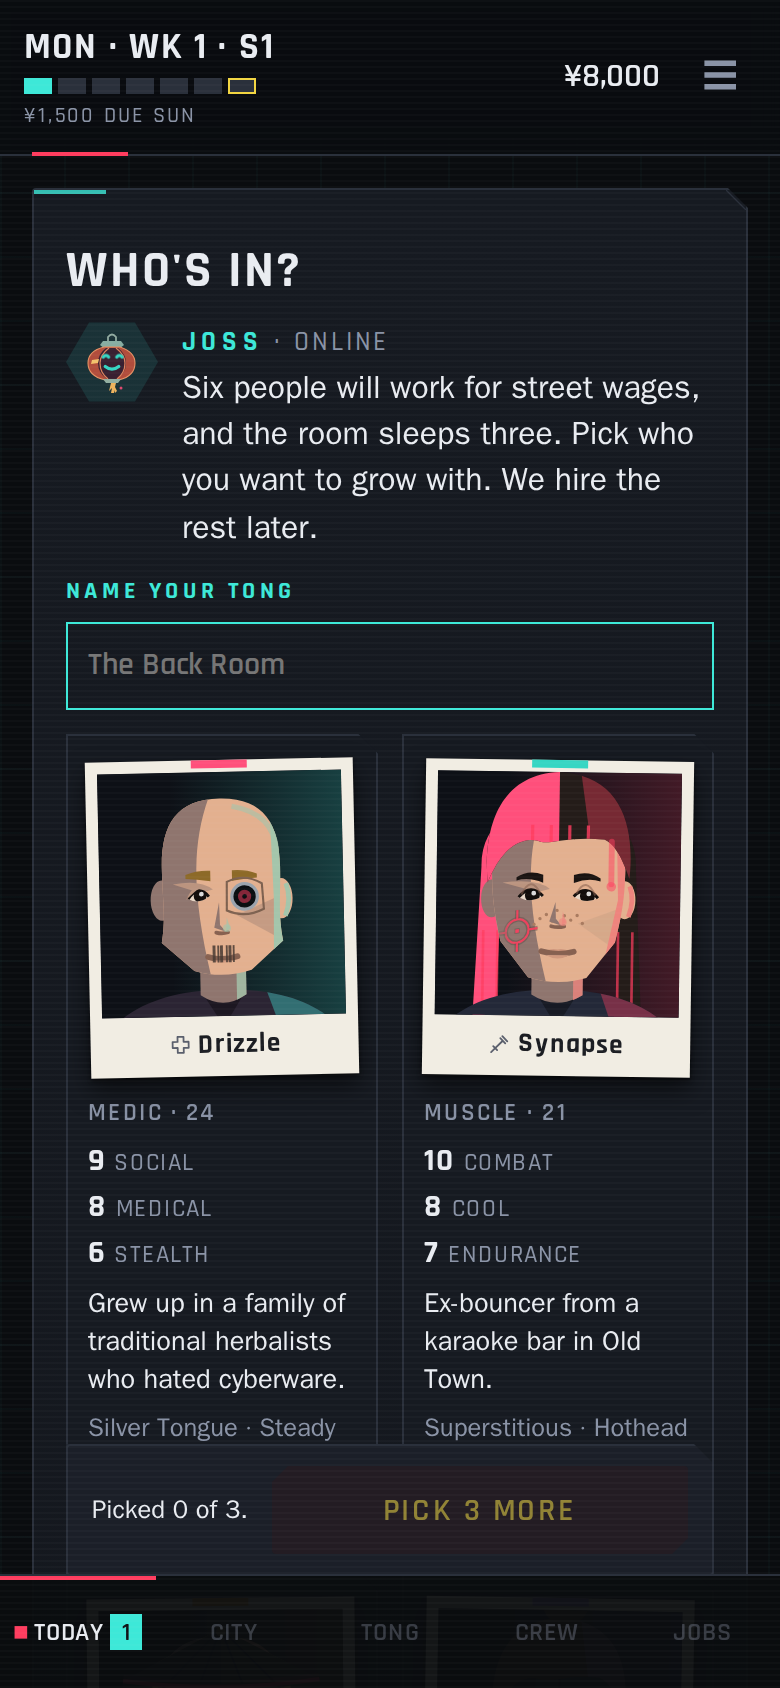 MON · WK 1 · S1
¥8,000
¥1,500 DUE SUN
WHO'S IN?
JOSS · ONLINE
Six people will work for street wages,
and the room sleeps three. Pick who
you want to grow with. We hire the
rest later.
NAME YOUR TONG
The Back Room
Drizzle
MEDIC · 24
9 SOCIAL
8 MEDICAL
6 STEALTH
Grew up in a family of
traditional herbalists
who hated cyberware.
Silver Tongue · Steady
Synapse
MUSCLE · 21
10 COMBAT
8 COOL
7 ENDURANCE
Ex-bouncer from a
karaoke bar in Old
Town.
Superstitious · Hothead
Picked 0 of 3.
PICK 3 MORE
TODAY 1
CITY
TONG
CREW
JOBS